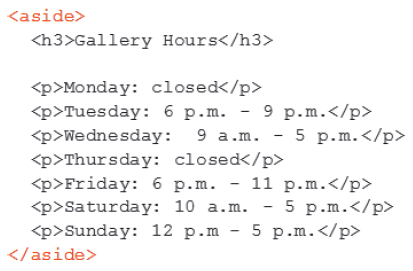 <aside>
<h3>Gallery Hours</h3>
<p>Monday: closed</p>
<p>Tuesday: 6 p.m. - 9 p.m.</p>
<p>Wednesday:  9 a.m. - 5 p.m.</p>
<p>Thursday: closed</p>
<p>Friday: 6 p.m. - 11 p.m.</p>
<p>Saturday: 10 a.m. - 5 p.m.</p>
<p>Sunday: 12 p.m - 5 p.m.</p>
</aside>